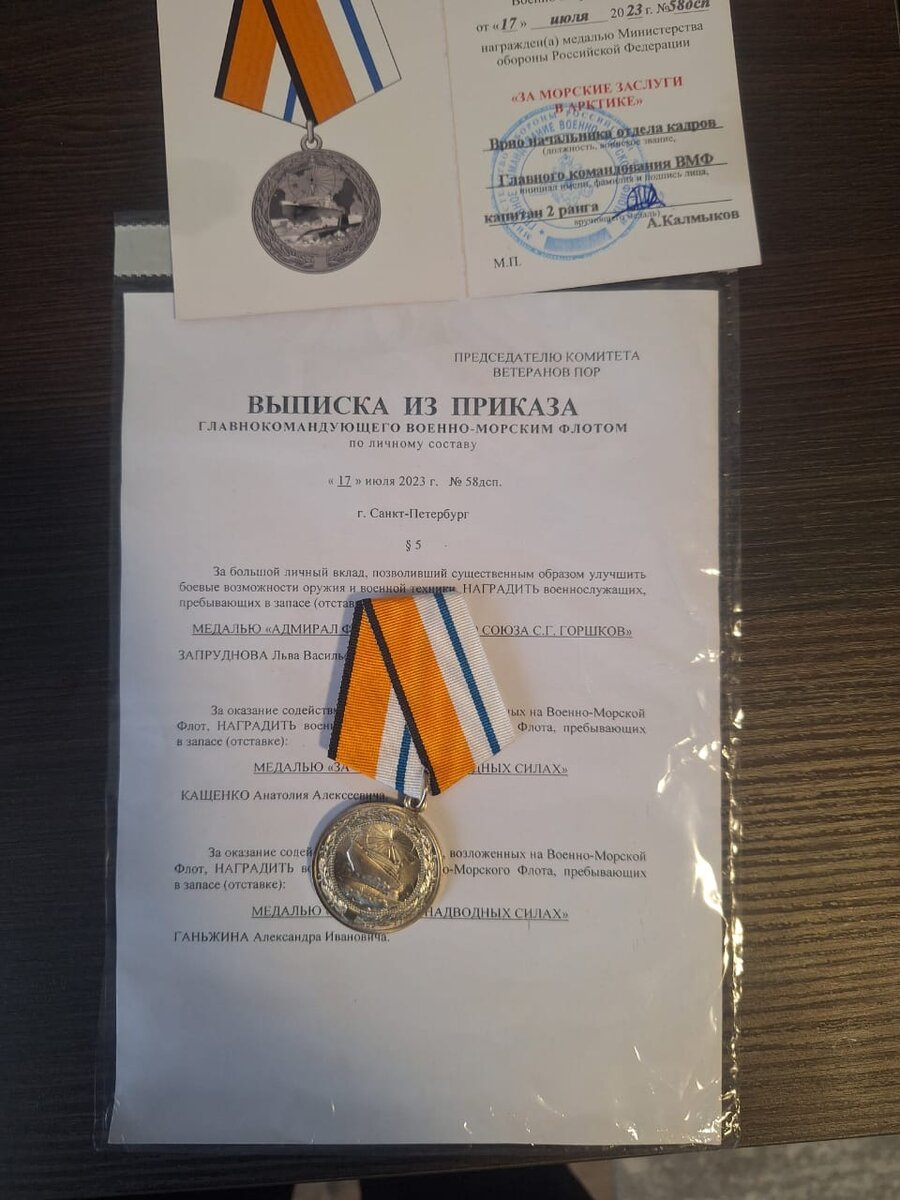 от «17» июля 2023 г. №58дсп
награжден(а) медалью Министерства
обороны Российской Федерации
«ЗА МОРСКИЕ ЗАСЛУГИ
В АРКТИКЕ»
Врио начальника отдела кадров
(должность, воинское звание,
Главного командования ВМФ
инициал имени, фамилия и подпись лица,
капитан 2 ранга
вручившего медаль)
А.Калмыков
М.П.
ПРЕДСЕДАТЕЛЮ КОМИТЕТА
ВЕТЕРАНОВ ПОР
ВЫПИСКА ИЗ ПРИКАЗА
ГЛАВНОКОМАНДУЮЩЕГО ВОЕННО-МОРСКИМ ФЛОТОМ
по личному составу
« 17 » июля 2023 г. № 58дсп.
г. Санкт-Петербург
§ 5
За большой личный вклад, позволивший существенным образом улучшить
боевые возможности оружия и военной техники, НАГРАДИТЬ военнослужащих,
пребывающих в запасе (отстав
МЕДАЛЬЮ «АДМИРАЛ Ф СОЮЗА С.Г. ГОРШКОВ»
ЗАПРУДНОВА Льва Василь
За оказание содейств ных на Военно-Морской
Флот, НАГРАДИТЬ воен Флота, пребывающих
в запасе (отставке):
МЕДАЛЬЮ «ЗА ДНЫХ СИЛАХ»
КАЩЕНКО Анатолия Алексеевича
За оказание содей , возложенных на Военно-Морской
Флот, НАГРАДИТЬ во о-Морского Флота, пребывающих
в запасе (отставке):
МЕДАЛЬЮ НАДВОДНЫХ СИЛАХ»
ГАНЬЖИНА Александра Ивановича.